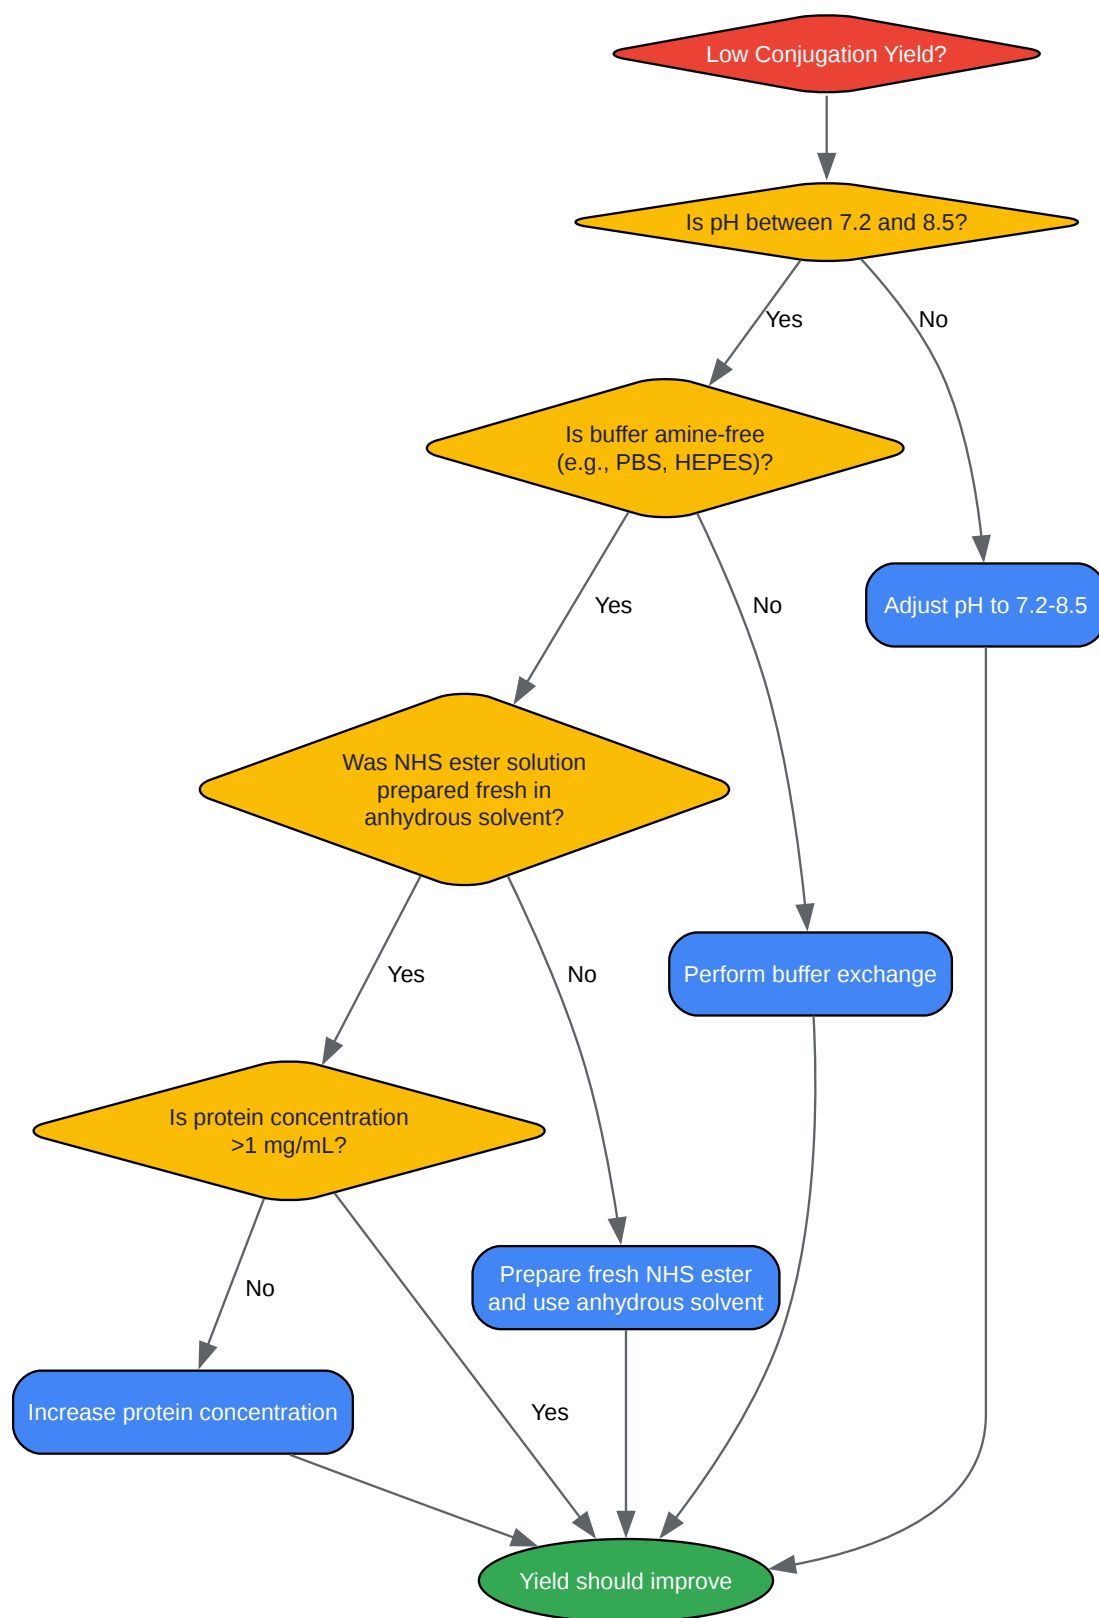 Low Conjugation Yield?
Is pH between 7.2 and 8.5?
Yes
No
Is buffer amine-free
(e.g., PBS, HEPES)?
Yes
No
Adjust pH to 7.2-8.5
Was NHS ester solution
prepared fresh in
anhydrous solvent?
Yes
No
Perform buffer exchange
Is protein concentration
>1 mg/mL?
No
Yes
Prepare fresh NHS ester
and use anhydrous solvent
Increase protein concentration
Yield should improve